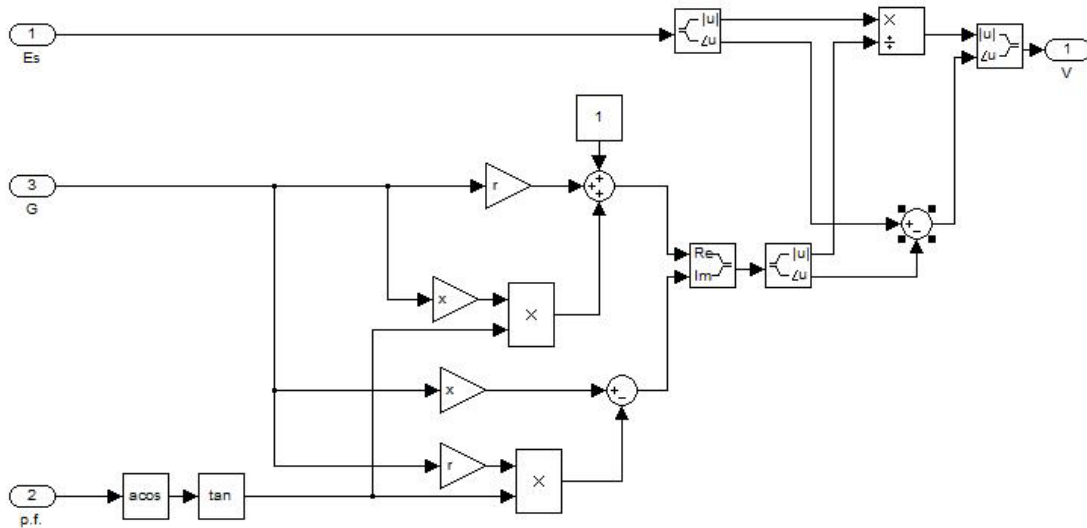 1
Es
|u|
∠u
×
÷
|u|
∠u
1
V
1
3
G
r
+
+
+
+
−
Re
Im
|u|
∠u
x
×
x
+
−
r
×
2
p.f.
acos
tan